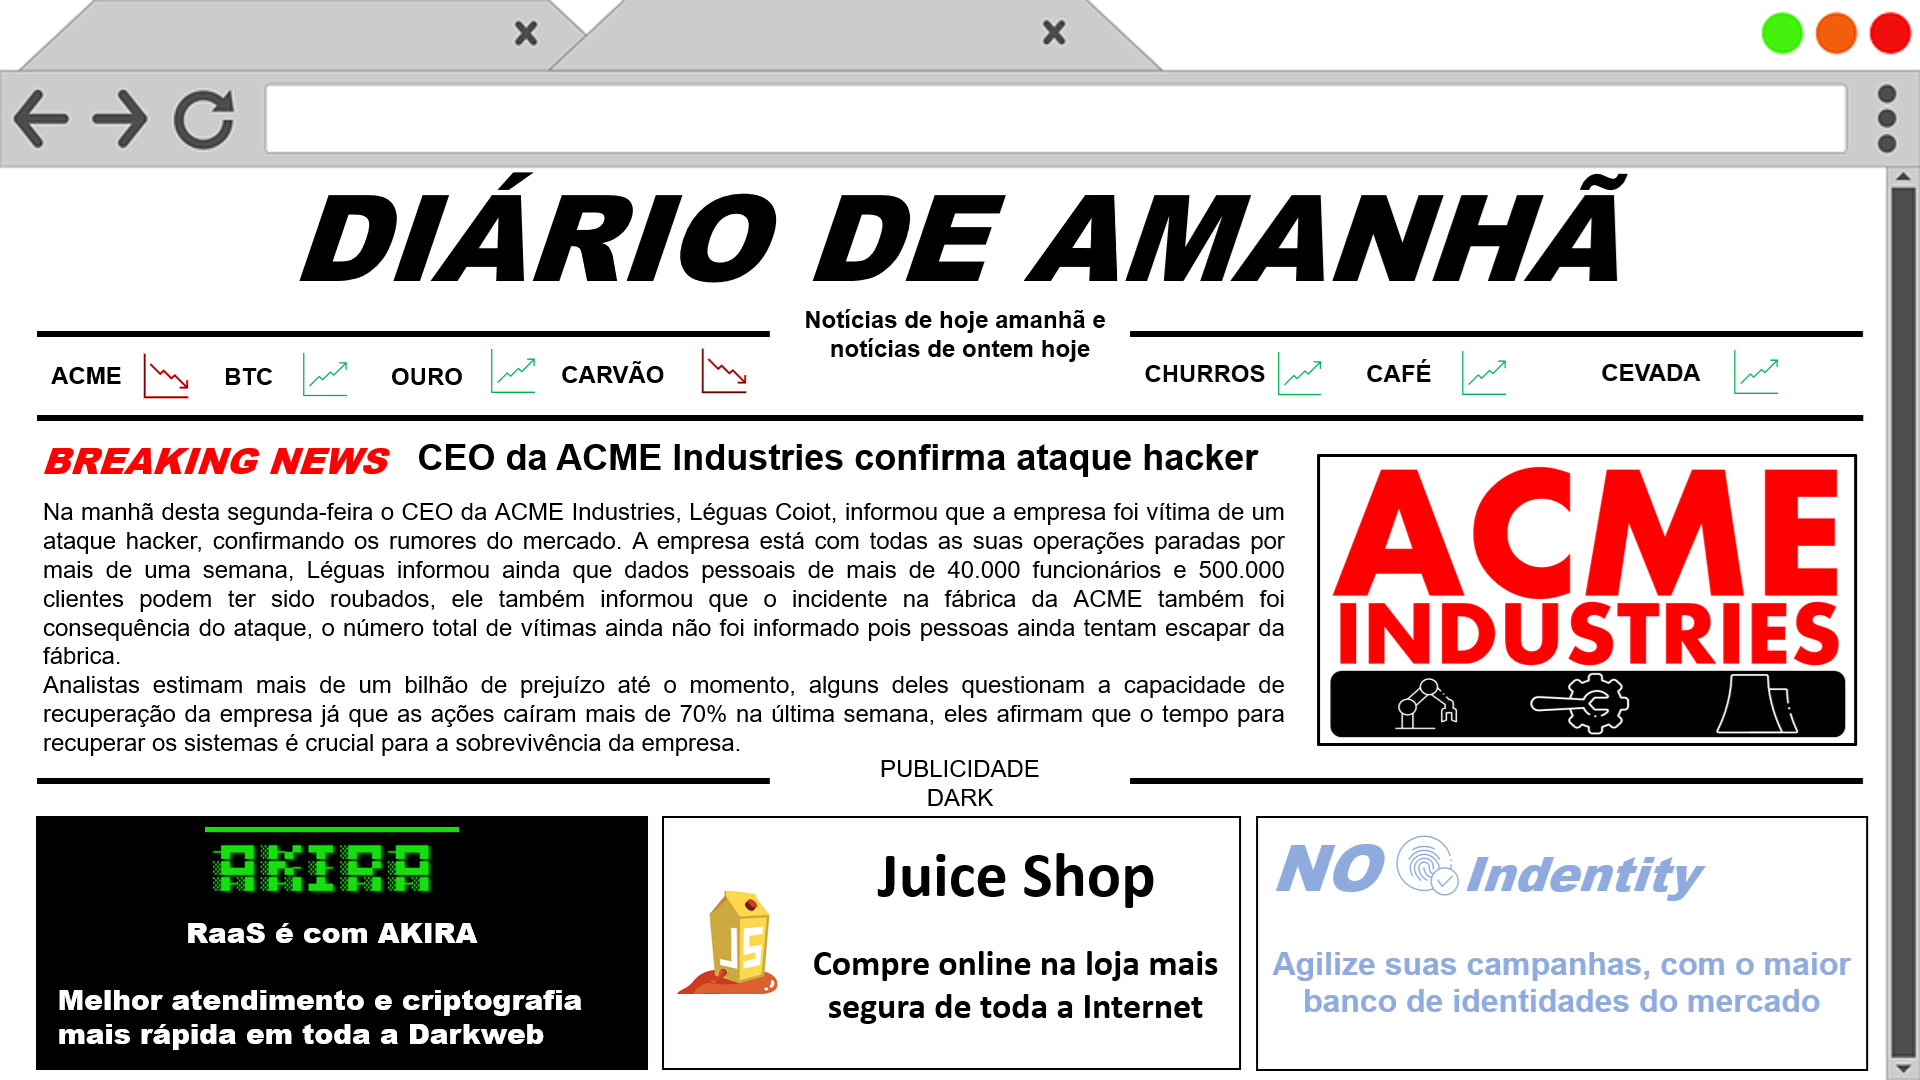 DIÁRIO DE AMANHÃ
Notícias de hoje amanhã e
notícias de ontem hoje
ACME BTC OURO CARVÃO CHURROS CAFÉ CEVADA
BREAKING NEWS CEO da ACME Industries confirma ataque hacker
Na manhã desta segunda-feira o CEO da ACME Industries, Léguas Coiot, informou que a empresa foi vítima de um
ataque hacker, confirmando os rumores do mercado. A empresa está com todas as suas operações paradas por
mais de uma semana, Léguas informou ainda que dados pessoais de mais de 40.000 funcionários e 500.000
clientes podem ter sido roubados, ele também informou que o incidente na fábrica da ACME também foi
consequência do ataque, o número total de vítimas ainda não foi informado pois pessoas ainda tentam escapar da
fábrica.
Analistas estimam mais de um bilhão de prejuízo até o momento, alguns deles questionam a capacidade de
recuperação da empresa já que as ações caíram mais de 70% na última semana, eles afirmam que o tempo para
recuperar os sistemas é crucial para a sobrevivência da empresa.
ACME
INDUSTRIES
PUBLICIDADE
DARK
AKIRA
RaaS é com AKIRA
Melhor atendimento e criptografia
mais rápida em toda a Darkweb
JS
Juice Shop
Compre online na loja mais
segura de toda a Internet
NO Indentity
Agilize suas campanhas, com o maior
banco de identidades do mercado